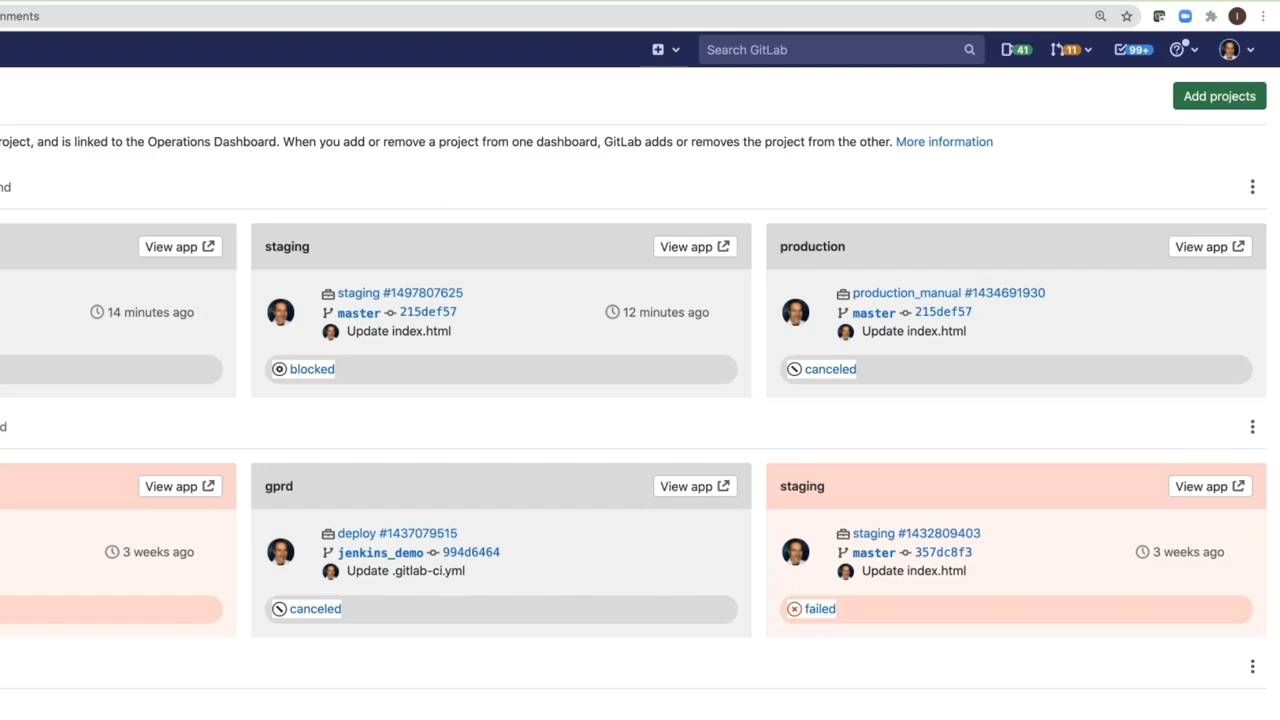 nments
Search GitLab
41
11
99+
Add projects
roject, and is linked to the Operations Dashboard. When you add or remove a project from one dashboard, GitLab adds or removes the project from the other. More information
nd
View app
14 minutes ago
staging
View app
staging #1497807625
master 215def57
Update index.html
12 minutes ago
blocked
production
View app
production_manual #1434691930
master 215def57
Update index.html
canceled
d
View app
3 weeks ago
gprd
View app
deploy #1437079515
jenkins_demo 994d6464
Update .gitlab-ci.yml
canceled
staging
View app
staging #1432809403
master 357dc8f3
Update index.html
3 weeks ago
failed